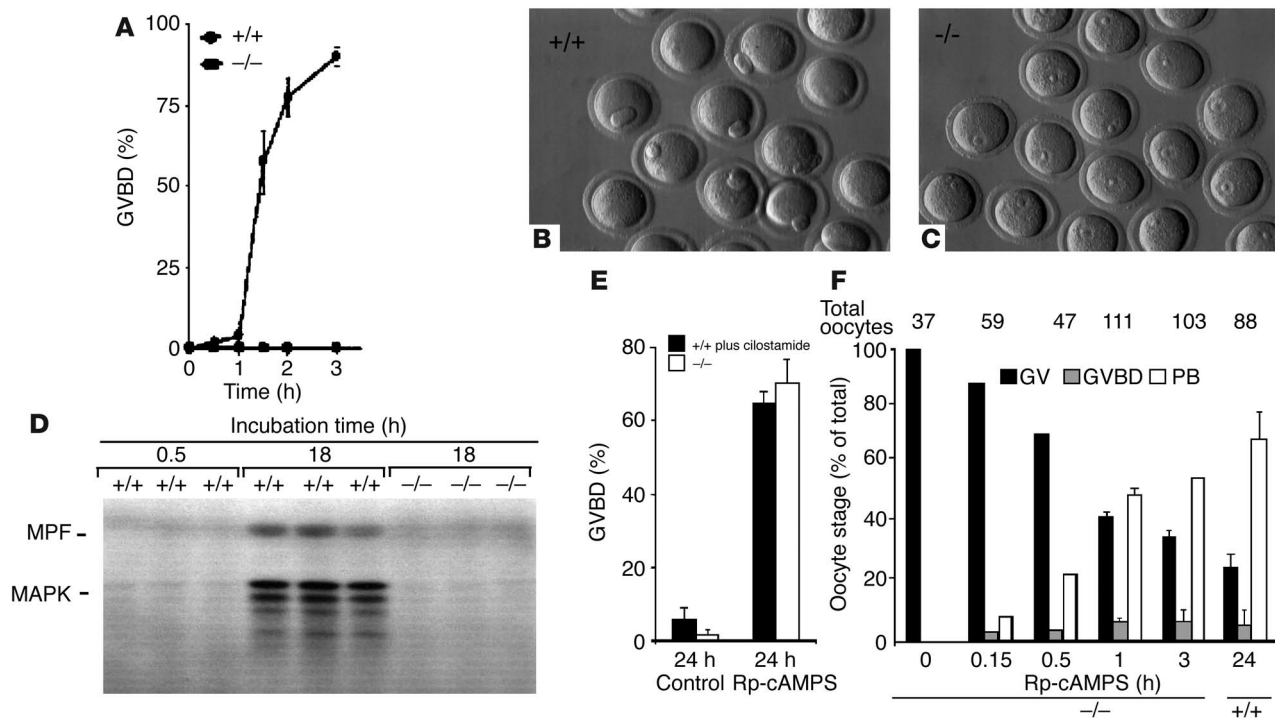 A
100
75
50
25
0
GVBD (%)
+/+
–/–
0 1 2 3
Time (h)
+/+
B
-/-
C
D
Incubation time (h)
0.5 18 18
+/+ +/+ +/+ +/+ +/+ +/+ –/– –/– –/–
MPF -
MAPK -
E
80
60
40
20
0
GVBD (%)
+/+ plus cilostamide
–/–
24 h 24 h
Control Rp-cAMPS
F
Total
oocytes
37 59 47 111 103 88
100
80
60
40
20
0
Oocyte stage (% of total)
GV GVBD PB
0 0.15 0.5 1 3 24
Rp-cAMPS (h)
–/– +/+